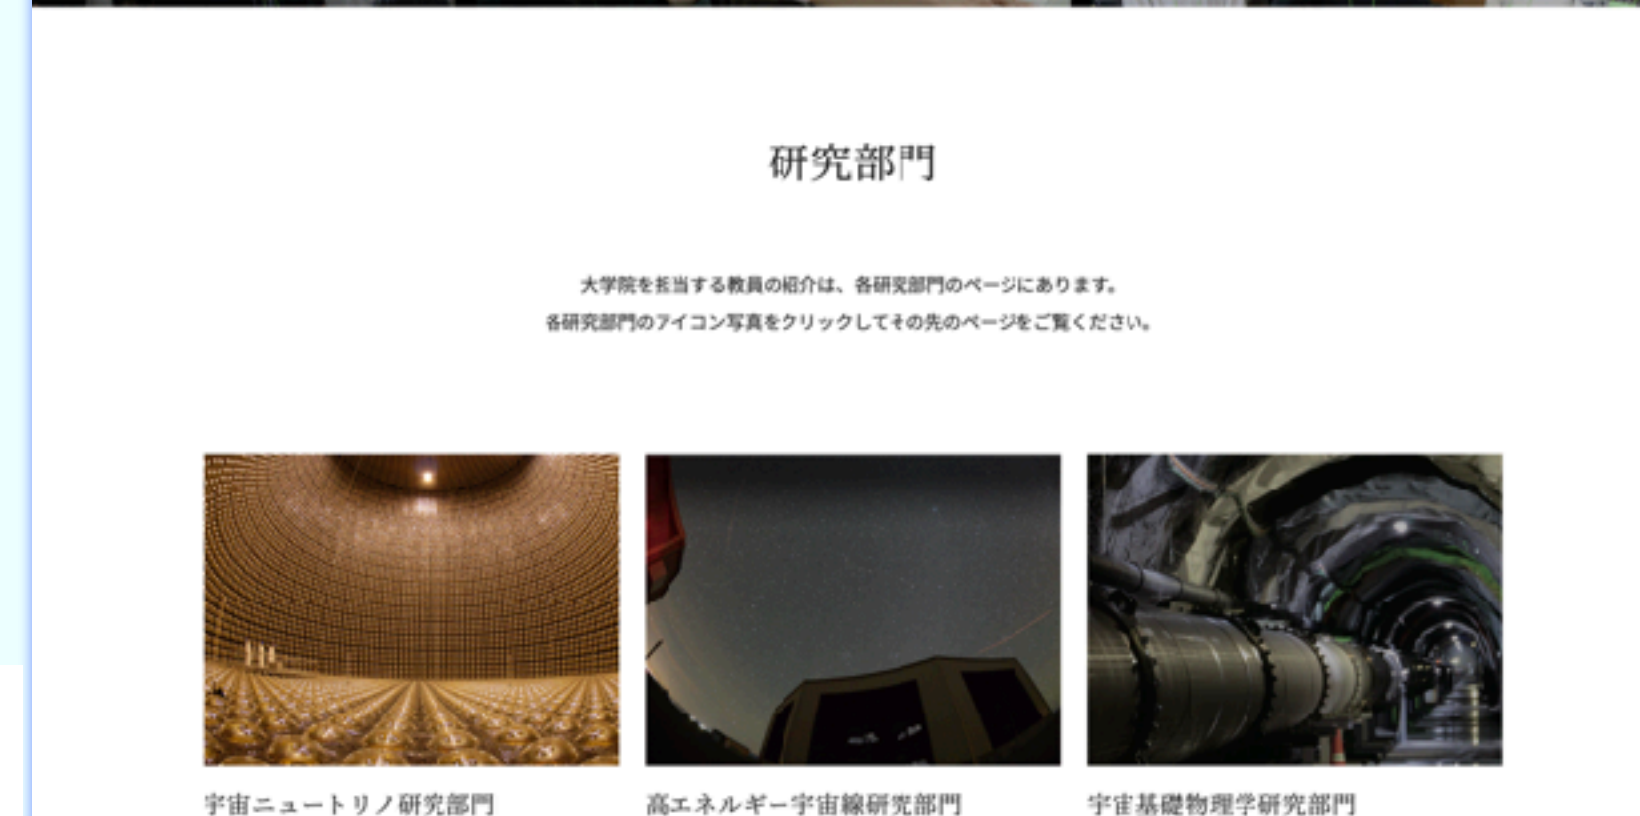 研究部門
大学院を担当する教員の紹介は、各研究部門のページにあります。
各研究部門のアイコン写真をクリックしてその先のページをご覧ください。
宇宙ニュートリノ研究部門
高エネルギー宇宙線研究部門
宇宙基礎物理学研究部門